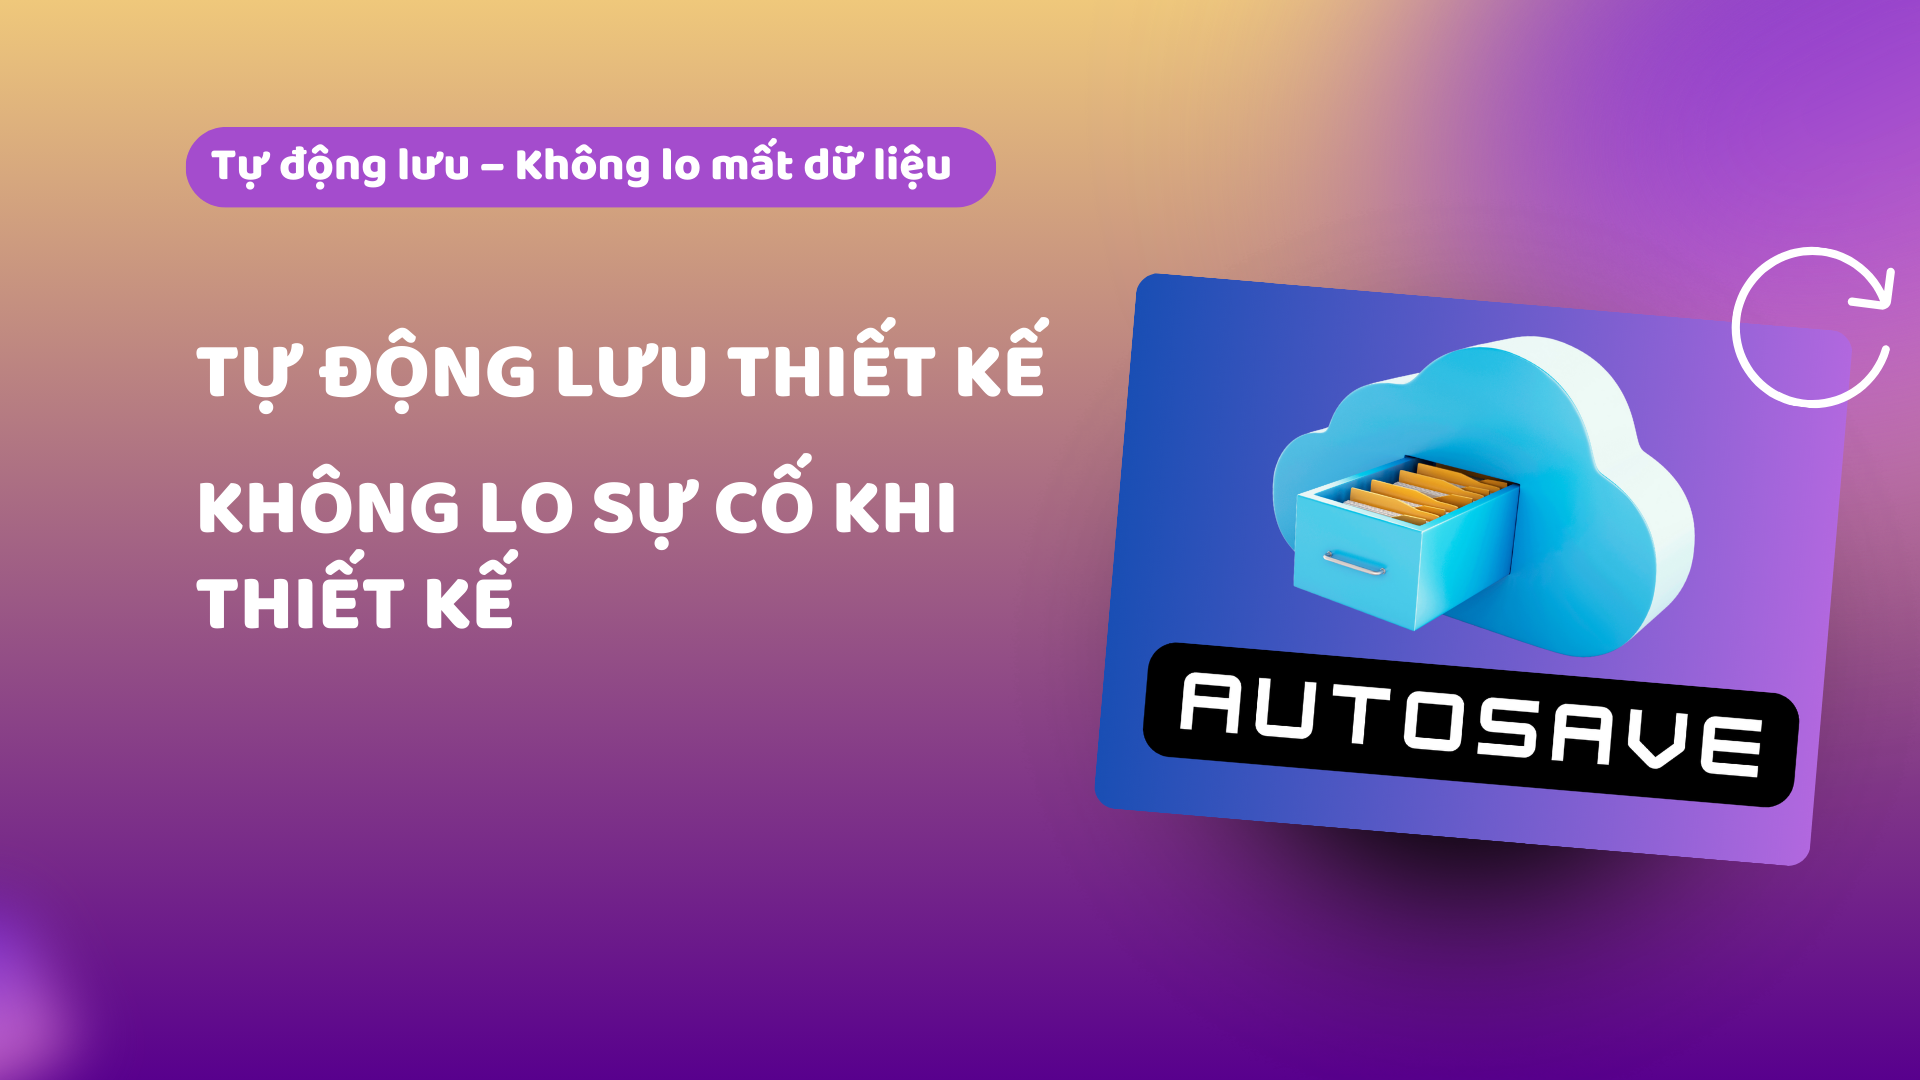 Tự động lưu – Không lo mất dữ liệu
TỰ ĐỘNG LƯU THIẾT KẾ
KHÔNG LO SỰ CỐ KHI
THIẾT KẾ
AUTOSAVE